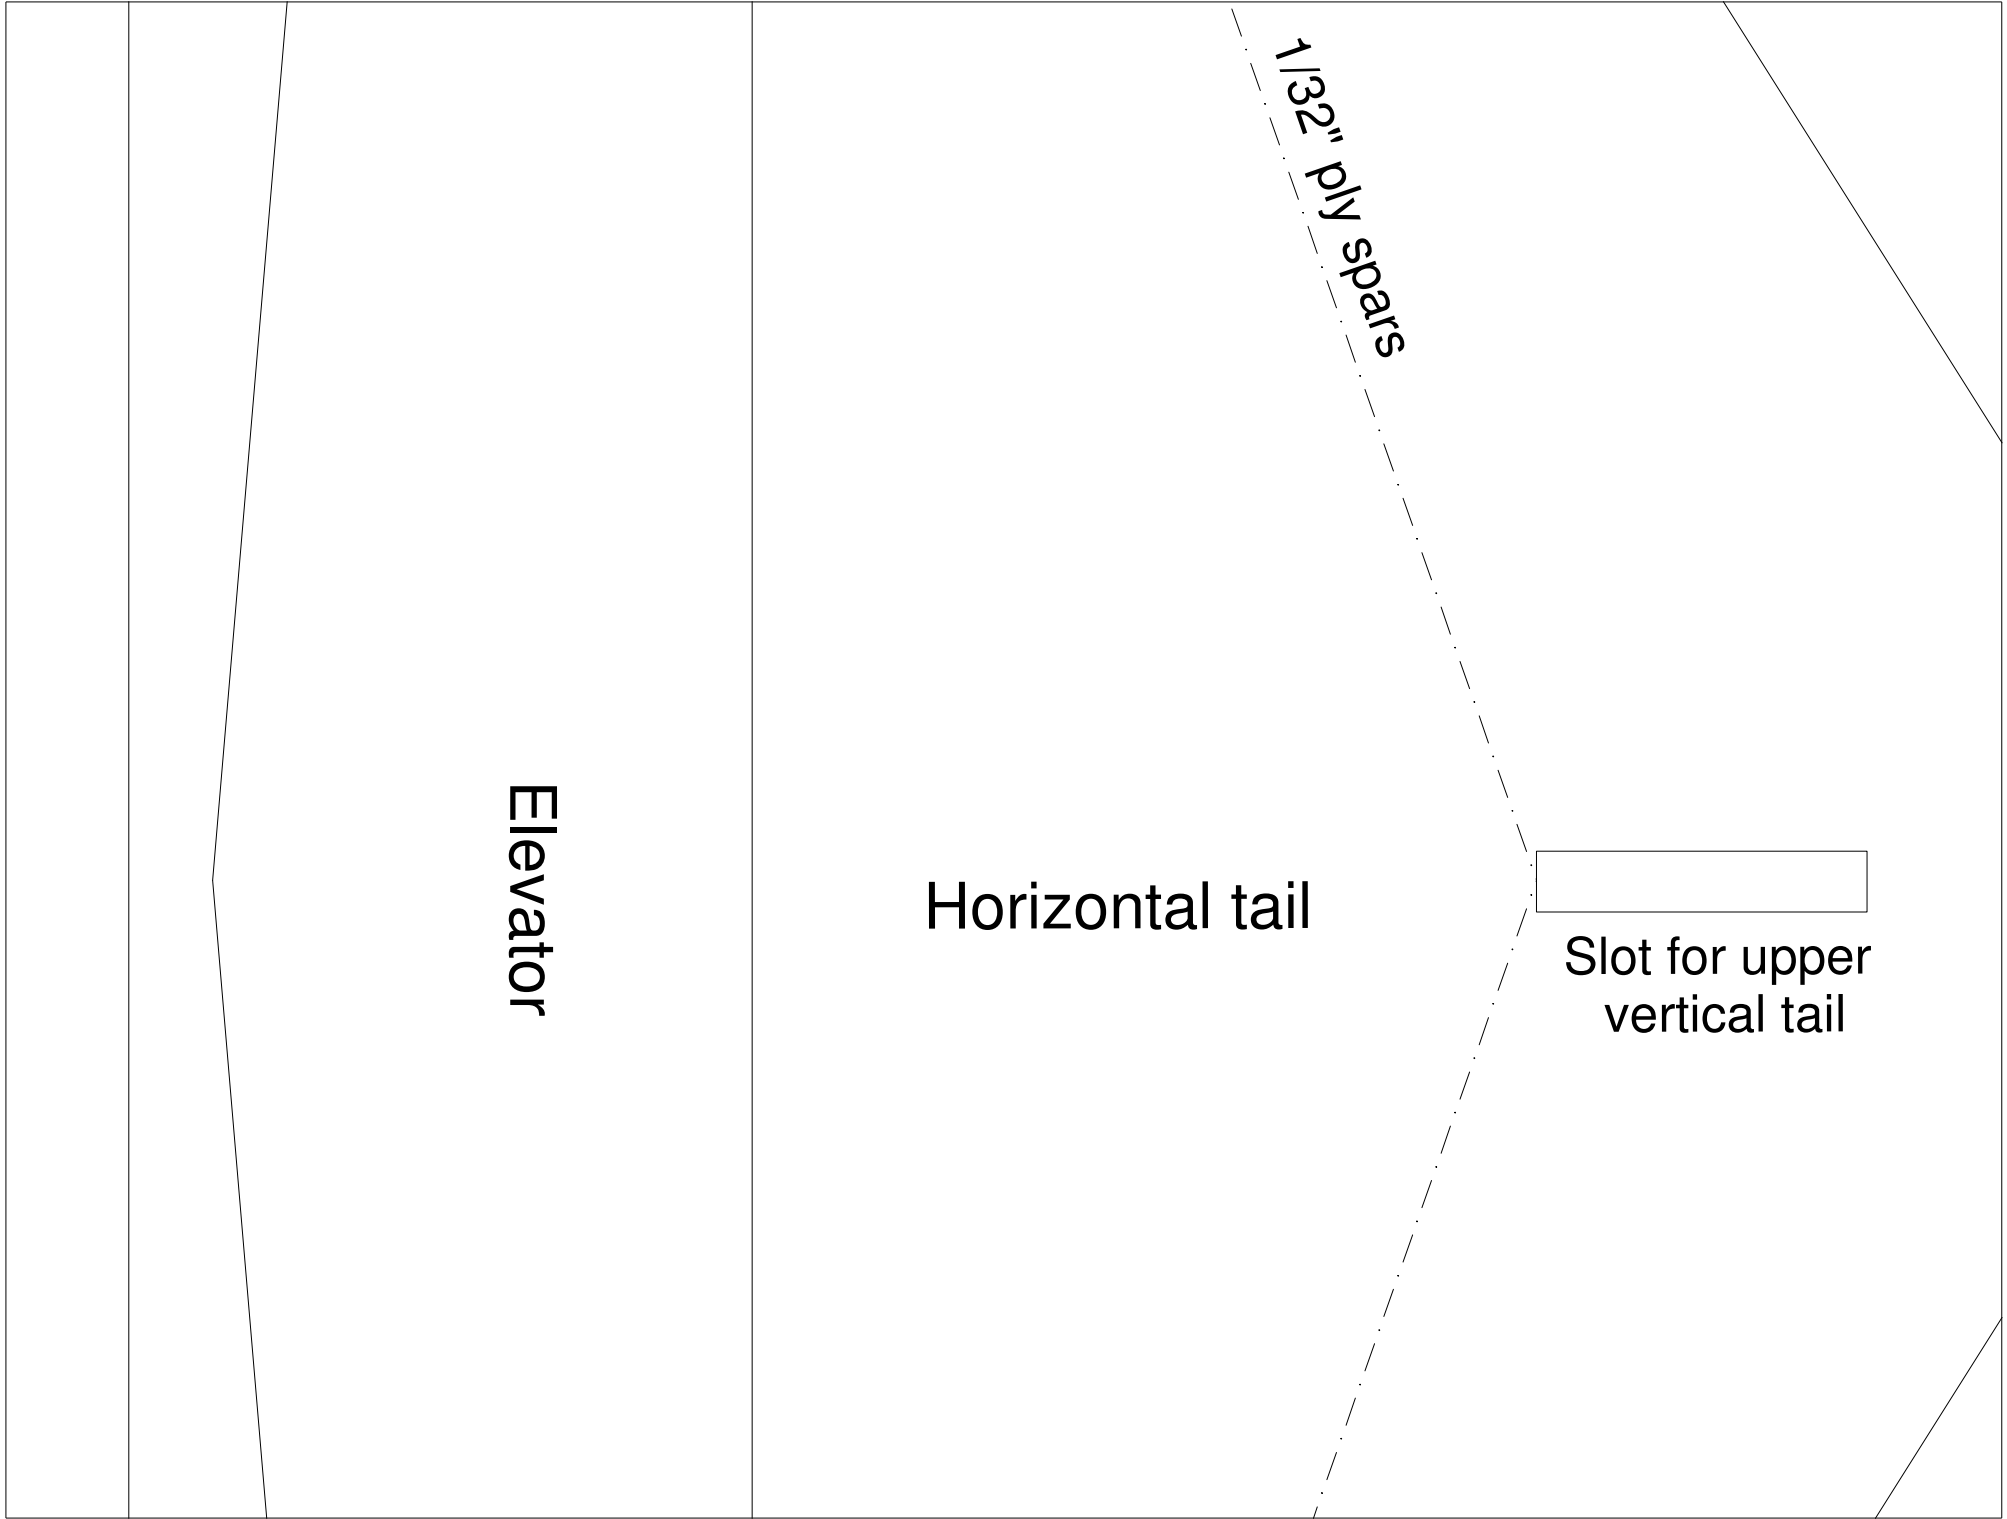 1/32" ply spars
Elevator
Horizontal tail
Slot for upper
vertical tail